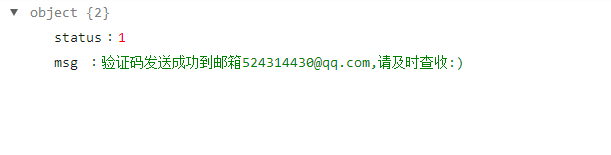 ▼ object {2}
status : 1
msg : 验证码发送成功到邮箱524314430@qq.com,请及时查收:)